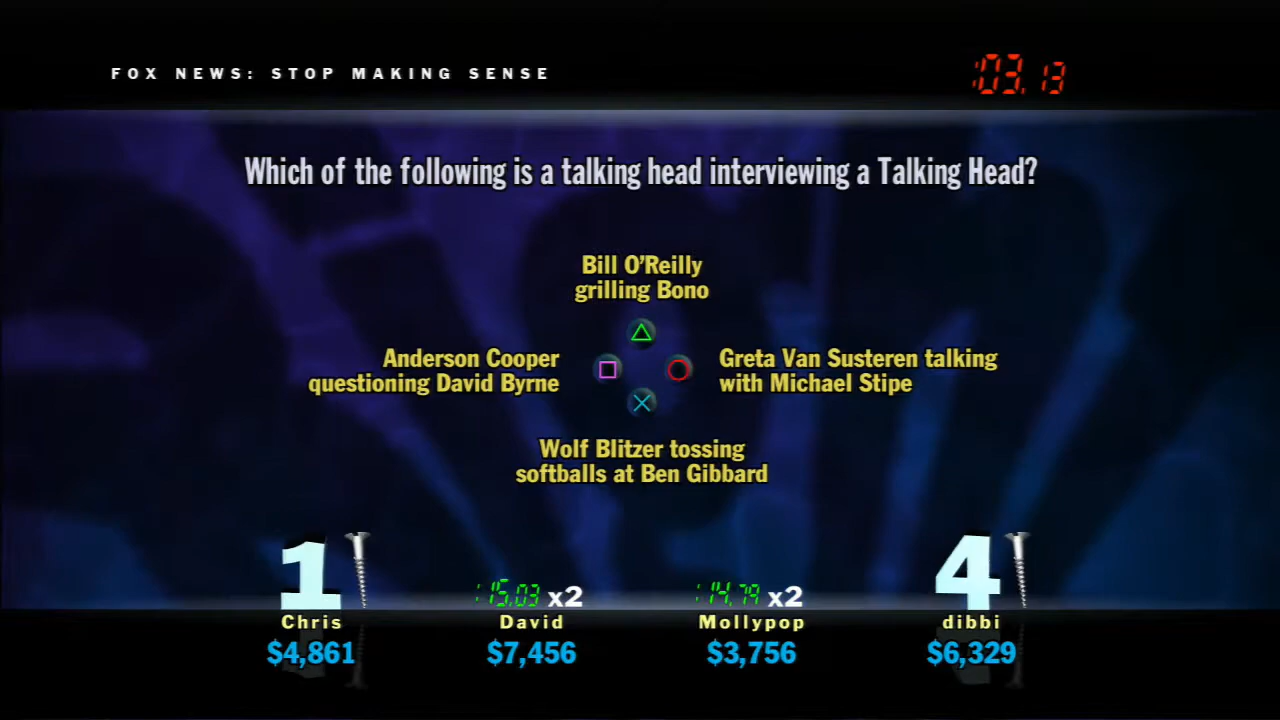 FOX NEWS: STOP MAKING SENSE
:03.13
Which of the following is a talking head interviewing a Talking Head?
Bill O'Reilly
grilling Bono
Anderson Cooper
questioning David Byrne
Greta Van Susteren talking
with Michael Stipe
Wolf Blitzer tossing
softballs at Ben Gibbard
1
Chris
$4,861
:15.03 x2
David
$7,456
:14.79 x2
Mollypop
$3,756
4
dibbi
$6,329